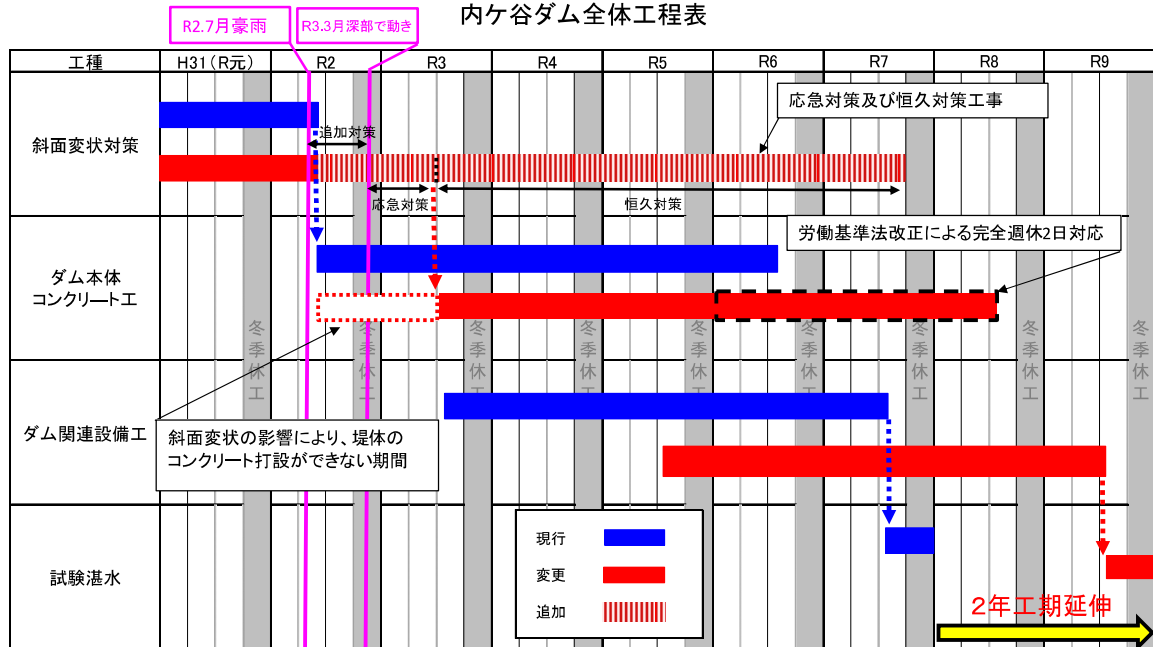 内ケ谷ダム全体工程表
R2.7月豪雨
R3.3月深部で動き
工種
H31(R元)
R2
R3
R4
R5
R6
R7
R8
R9
応急対策及び恒久対策工事
斜面変状対策
追加対策
応急対策
恒久対策
労働基準法改正による完全週休2日対応
ダム本体
コンクリート工
冬季休工
冬季休工
冬季休工
冬季休工
冬季休工
冬季休工
冬季休工
冬季休工
冬季休工
ダム関連設備工
斜面変状の影響により、堤体の
コンクリート打設ができない期間
試験湛水
現行
変更
追加
2年工期延伸